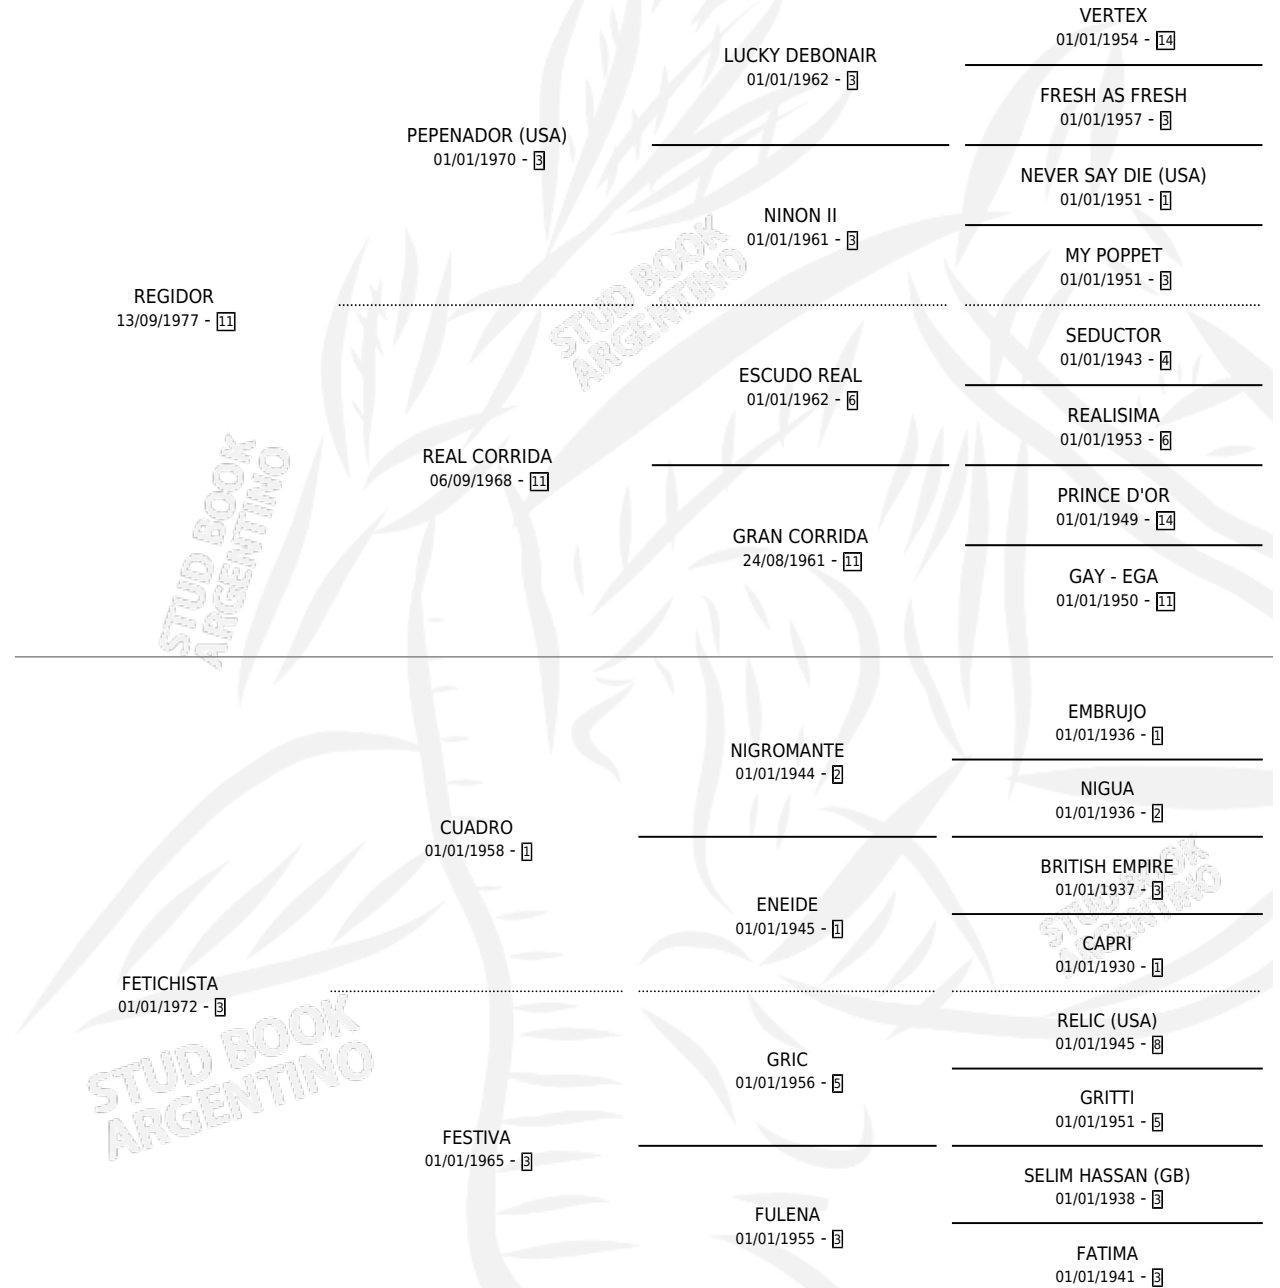 VERTEX
01/01/1954 - 14
LUCKY DEBONAIR
01/01/1962 - 3
FRESH AS FRESH
01/01/1957 - 3
PEPENADOR (USA)
01/01/1970 - 3
NEVER SAY DIE (USA)
01/01/1951 - 1
NINON II
01/01/1961 - 3
MY POPPET
01/01/1951 - 3
REGIDOR
13/09/1977 - 11
STUD BOOK
ARGENTINO
SEDUCTOR
01/01/1943 - 4
ESCUDO REAL
01/01/1962 - 6
REALISIMA
01/01/1953 - 6
REAL CORRIDA
06/09/1968 - 11
PRINCE D'OR
01/01/1949 - 14
GRAN CORRIDA
24/08/1961 - 11
GAY - EGA
01/01/1950 - 11
STUD BOOK
ARGENTINO
EMBRUJO
01/01/1936 - 1
NIGROMANTE
01/01/1944 - 2
NIGUA
01/01/1936 - 2
CUADRO
01/01/1958 - 1
BRITISH EMPIRE
01/01/1937 - 3
ENEIDE
01/01/1945 - 1
CAPRI
01/01/1930 - 1
STUD BOOK
ARGENTINO
FETICHISTA
01/01/1972 - 3
RELIC (USA)
01/01/1945 - 8
GRIC
01/01/1956 - 5
GRITTI
01/01/1951 - 5
STUD BOOK
ARGENTINO
FESTIVA
01/01/1965 - 3
SELIM HASSAN (GB)
01/01/1938 - 3
FULENA
01/01/1955 - 3
FATIMA
01/01/1941 - 3